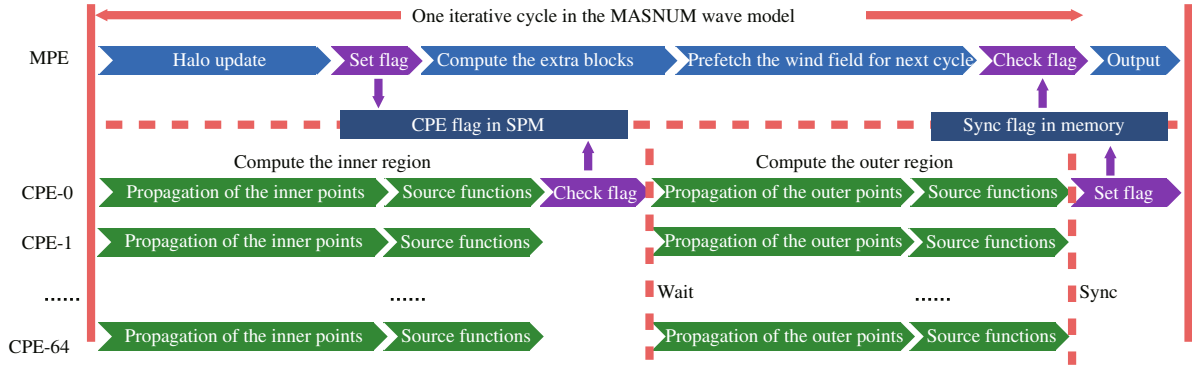 One iterative cycle in the MASNUM wave model
MPE
Halo update
Set flag
Compute the extra blocks
Prefetch the wind field for next cycle
Check flag
Output
CPE flag in SPM
Sync flag in memory
Compute the inner region
Compute the outer region
CPE-0
Propagation of the inner points
Source functions
Check flag
Propagation of the outer points
Source functions
Set flag
CPE-1
Propagation of the inner points
Source functions
Propagation of the outer points
Source functions
......
......
Wait
......
Sync
CPE-64
Propagation of the inner points
Source functions
Propagation of the outer points
Source functions